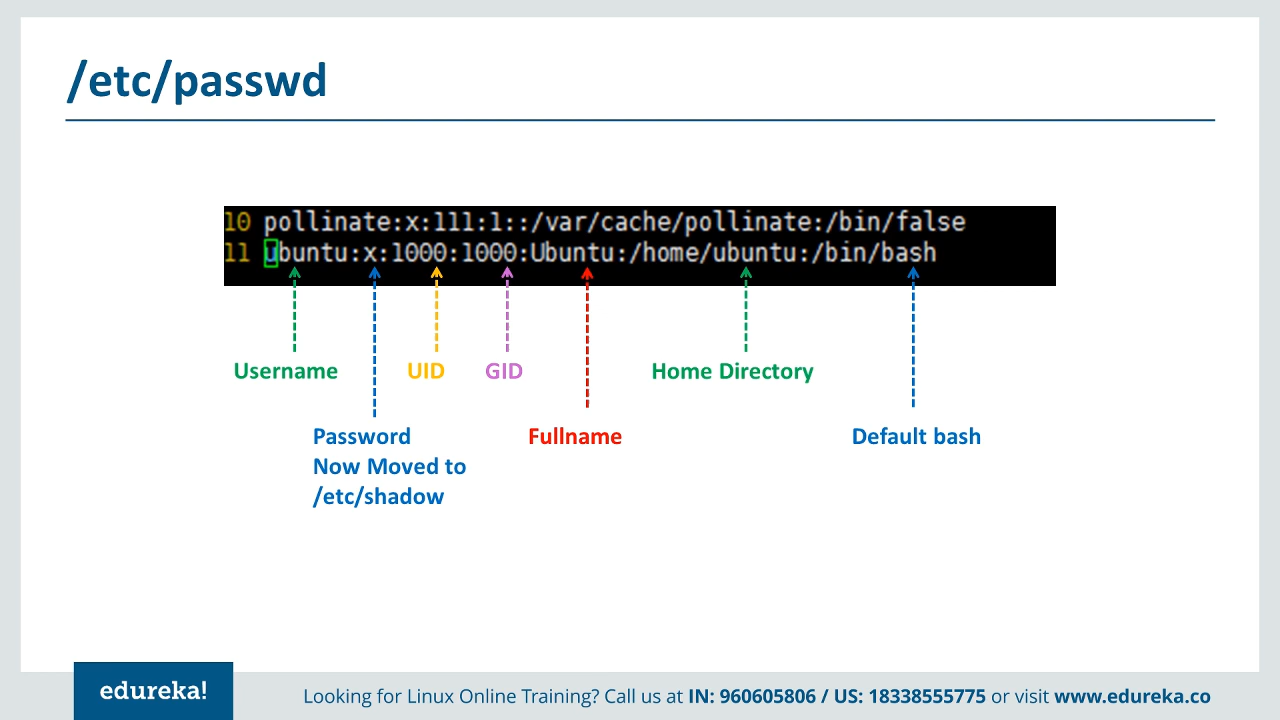 /etc/passwd
10 pollinate:x:111:1::/var/cache/pollinate:/bin/false
11 ubuntu:x:1000:1000:Ubuntu:/home/ubuntu:/bin/bash
Username UID GID Home Directory
Password Fullname Default bash
Now Moved to
/etc/shadow
edureka!
Looking for Linux Online Training? Call us at IN: 960605806 / US: 18338555775 or visit www.edureka.co